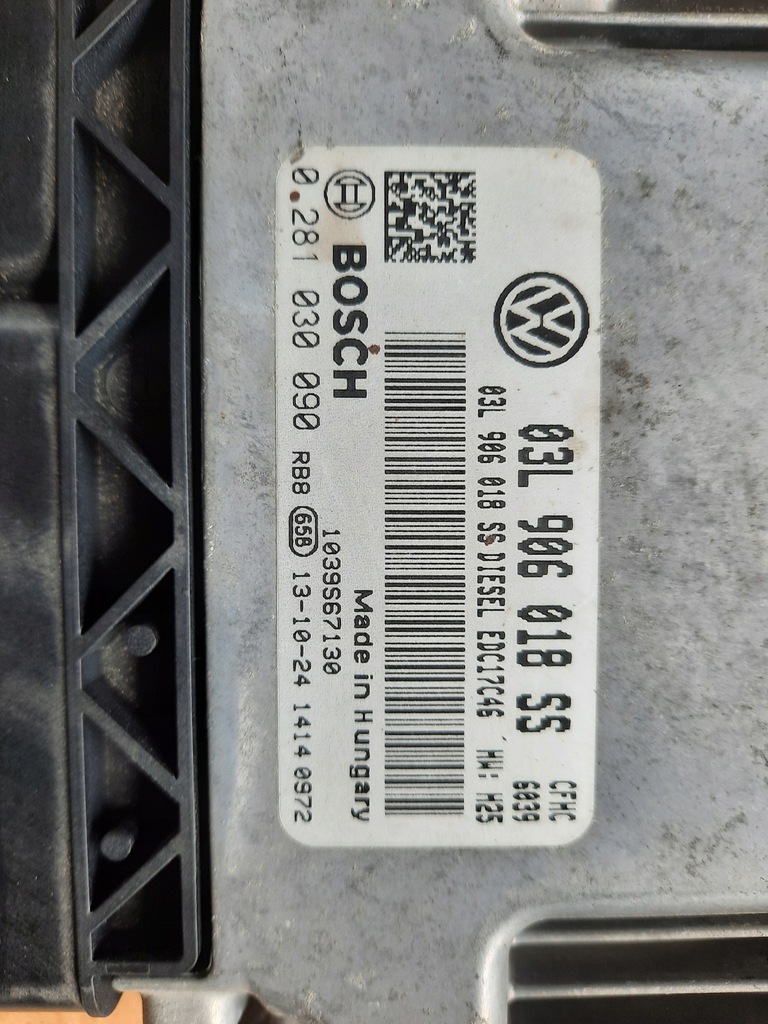 03L 906 018 SS
CFHC
6039
03L 906 018 SS DIESEL EDC17C46 HW: H25
BOSCH
Made in Hungary
1039S67130
0 281 030 090 RB8 658 13-10-24 1414 0972